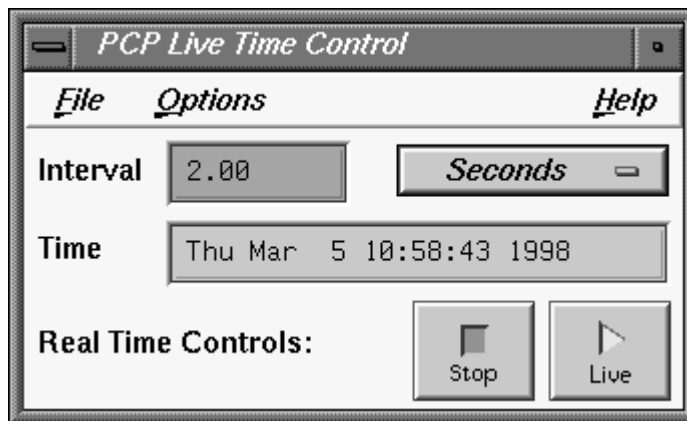 PCP Live Time Control
File Options Help
Interval 2.00 Seconds
Time Thu Mar  5 10:58:43 1998
Real Time Controls: Stop Live